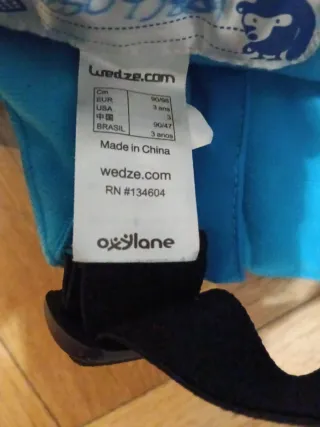 wedze.com
CM 90/98
EUR 3 ans
USA 3
中国 90/47
BRASIL 3 anos
Made in China
wedze.com
RN #134604
oxylane